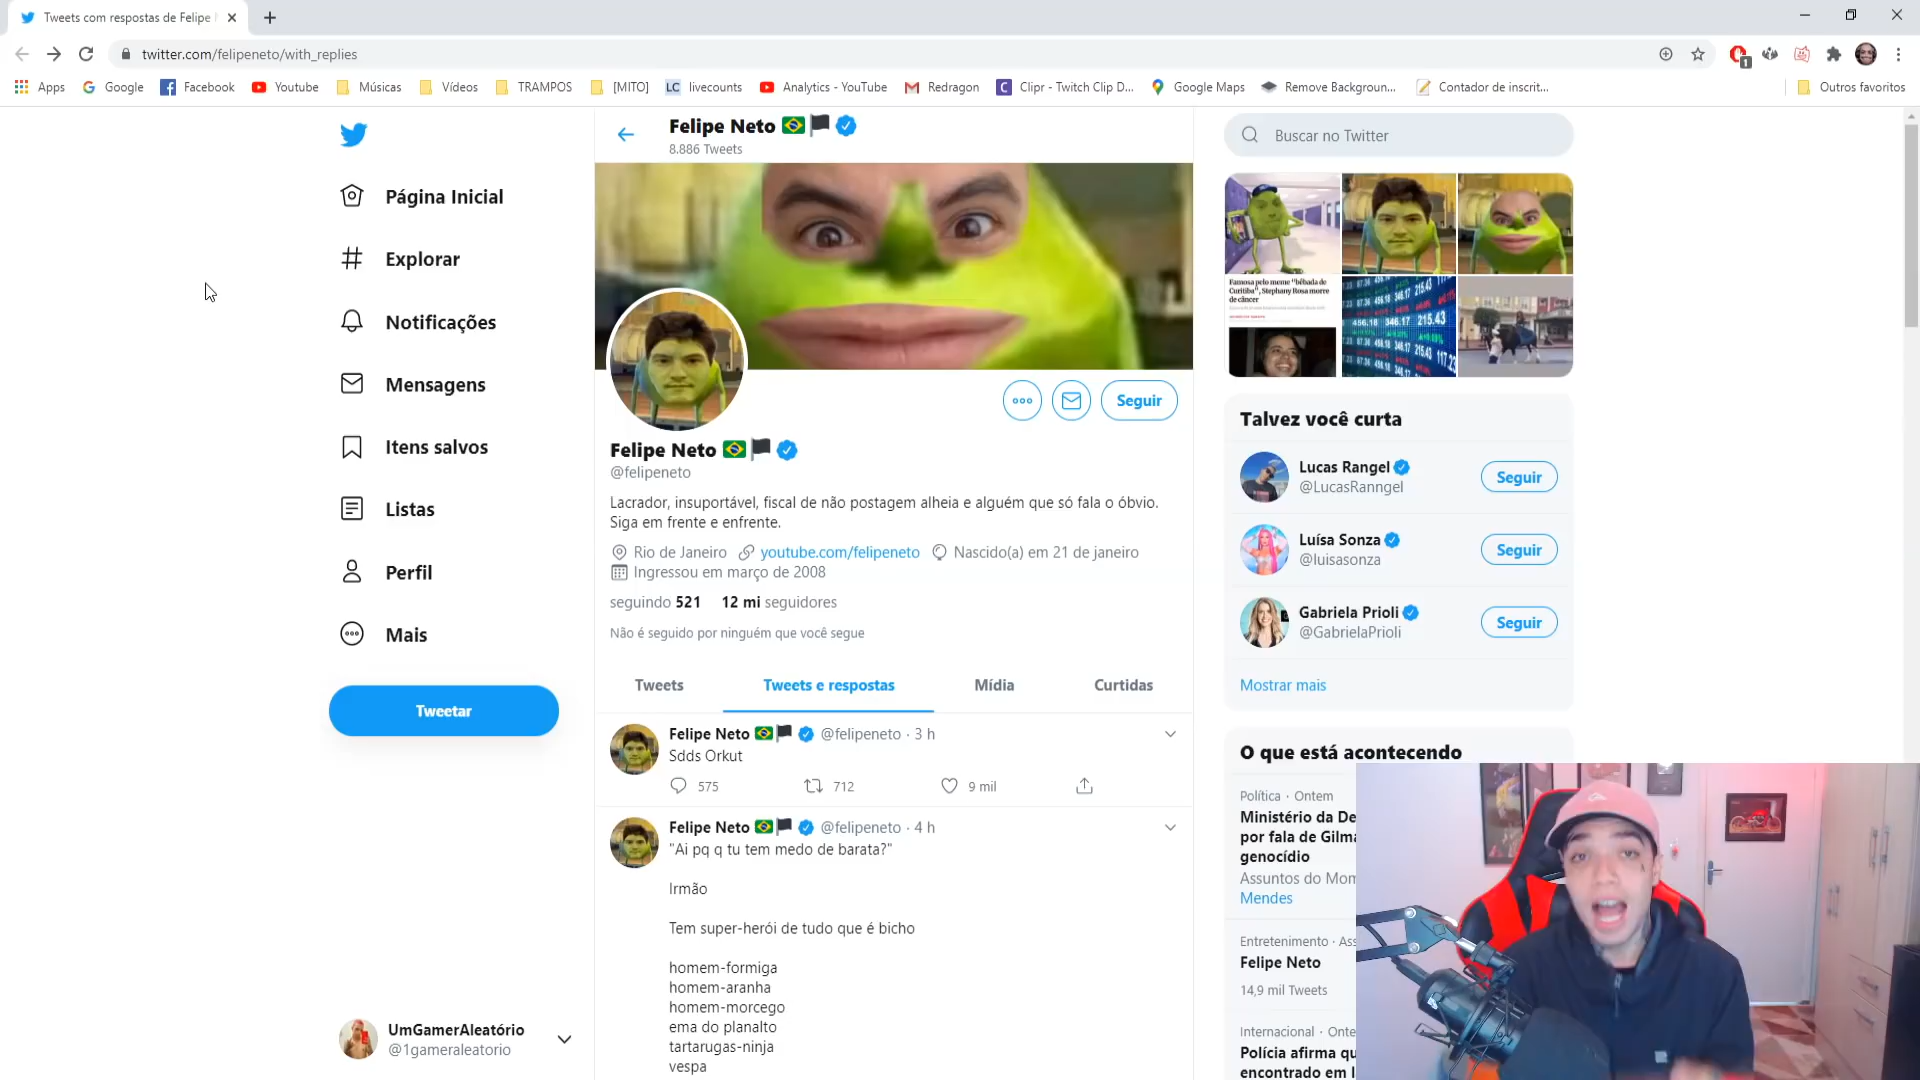 Tweets com respostas de Felipe
twitter.com/felipeneto/with_replies
1
Apps
Google
Facebook
Youtube
Músicas
Vídeos
TRAMPOS
[MITO]
LC livecounts
Analytics - YouTube
Redragon
C Clipr - Twitch Clip D...
Google Maps
Remove Backgroun...
Contador de inscrit...
Outros favoritos
Página Inicial
Explorar
Notificações
Mensagens
Itens salvos
Listas
Perfil
Mais
Tweetar
UmGamerAleatório
@1gameraleatorio
Felipe Neto
8.886 Tweets
Seguir
Felipe Neto
@felipeneto
Lacrador, insuportável, fiscal de não postagem alheia e alguém que só fala o óbvio.
Siga em frente e enfrente.
Rio de Janeiro youtube.com/felipeneto Nascido(a) em 21 de janeiro
Ingressou em março de 2008
seguindo 521 12 mi seguidores
Não é seguido por ninguém que você segue
Tweets
Tweets e respostas
Mídia
Curtidas
Felipe Neto @felipeneto · 3 h
Sdds Orkut
575 712 9 mil
Felipe Neto @felipeneto · 4 h
"Ai pq q tu tem medo de barata?"
Irmão
Tem super-herói de tudo que é bicho
homem-formiga
homem-aranha
homem-morcego
ema do planalto
tartarugas-ninja
vespa
Buscar no Twitter
Famosa pelo meme "bêbada de
Curitiba", Stephany Rosa morre
de câncer
456.18 346.17 215.43
Talvez você curta
Lucas Rangel
@LucasRanngel
Seguir
Luísa Sonza
@luisasonza
Seguir
Gabriela Prioli
@GabrielaPrioli
Seguir
Mostrar mais
O que está acontecendo
Política · Ontem
Ministério da De
por fala de Gilma
genocídio
Assuntos do Mom
Mendes
Entretenimento · Ass
Felipe Neto
14,9 mil Tweets
Internacional · Onte
Polícia afirma qu
encontrado em l